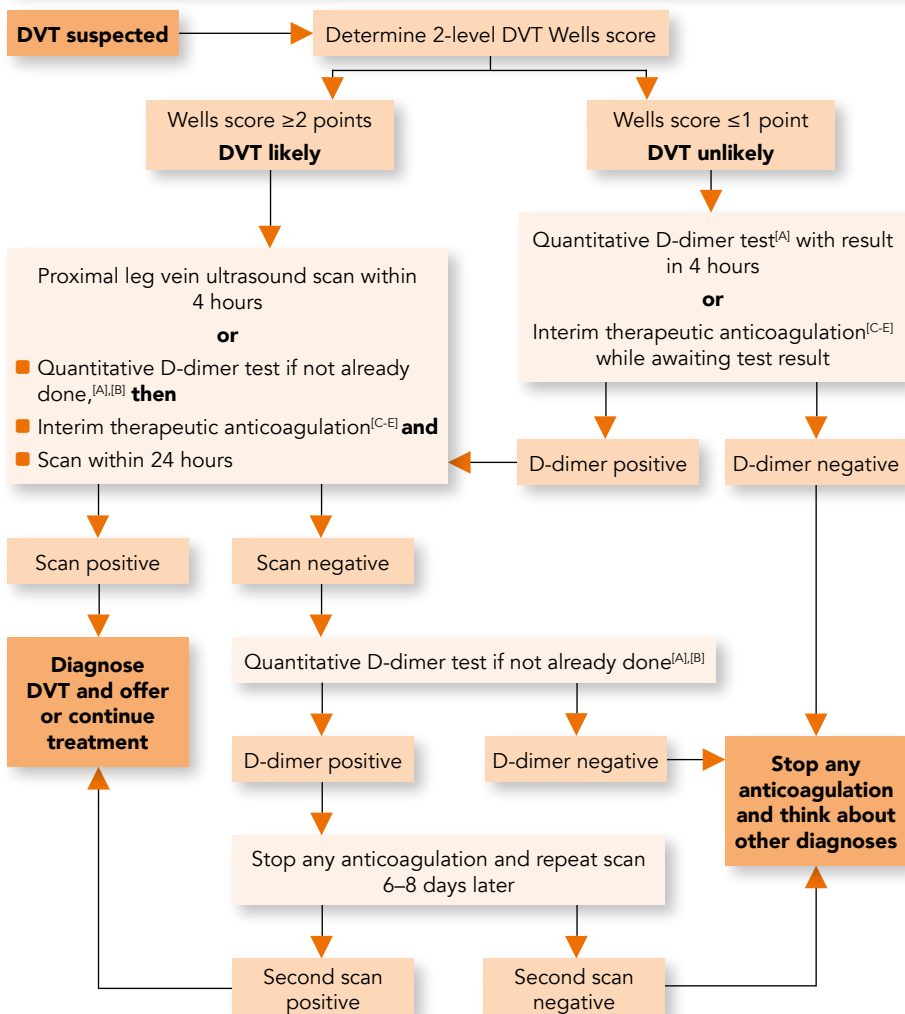 DVT suspected
Determine 2-level DVT Wells score
Wells score ≥2 points
DVT likely
Wells score ≤1 point
DVT unlikely
Quantitative D-dimer test[A] with result
in 4 hours
or
Interim therapeutic anticoagulation[C-E]
while awaiting test result
Proximal leg vein ultrasound scan within
4 hours
or
Quantitative D-dimer test if not already
done,[A],[B] then
Interim therapeutic anticoagulation[C-E] and
Scan within 24 hours
D-dimer positive
D-dimer negative
Scan positive
Scan negative
Diagnose
DVT and offer
or continue
treatment
Quantitative D-dimer test if not already done[A],[B]
D-dimer positive
D-dimer negative
Stop any
anticoagulation
and think about
other diagnoses
Stop any anticoagulation and repeat scan
6–8 days later
Second scan
positive
Second scan
negative